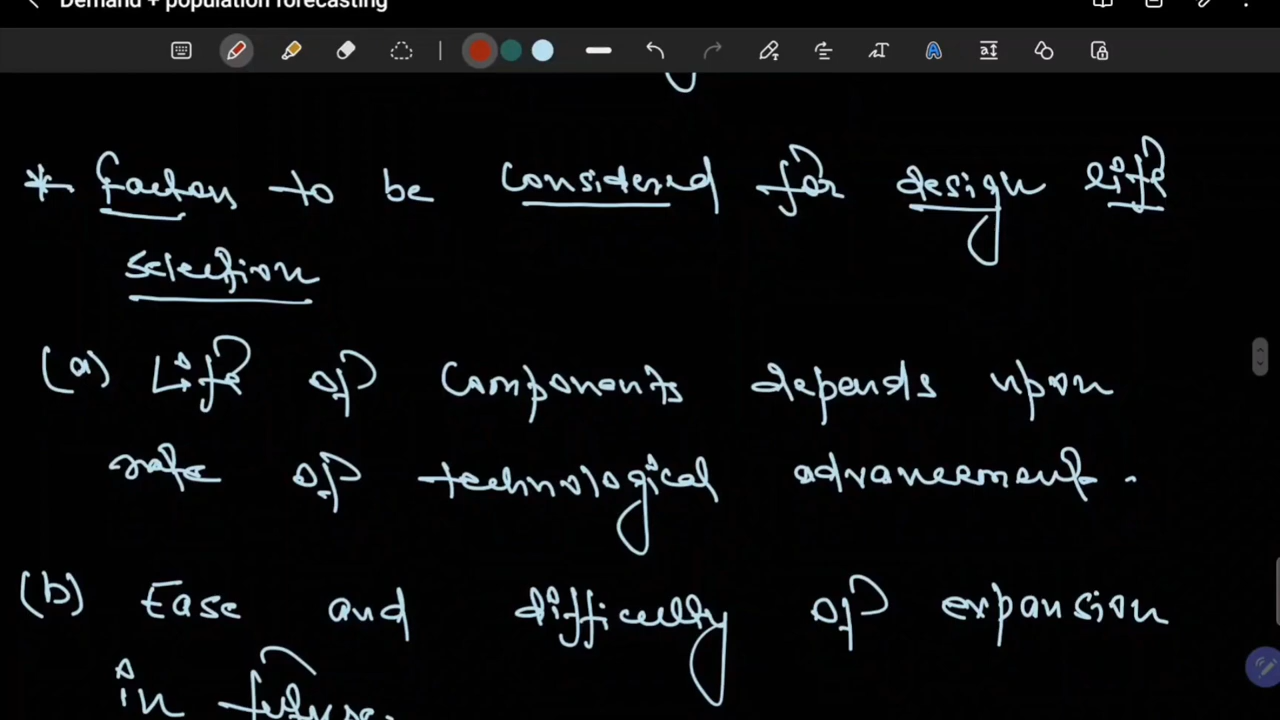 Demand + population forecasting
* Factors to be considered for design life
selection
(a) Life of components depends upon
rate of technological advancement.
(b) Ease and difficulty of expansion
in future.